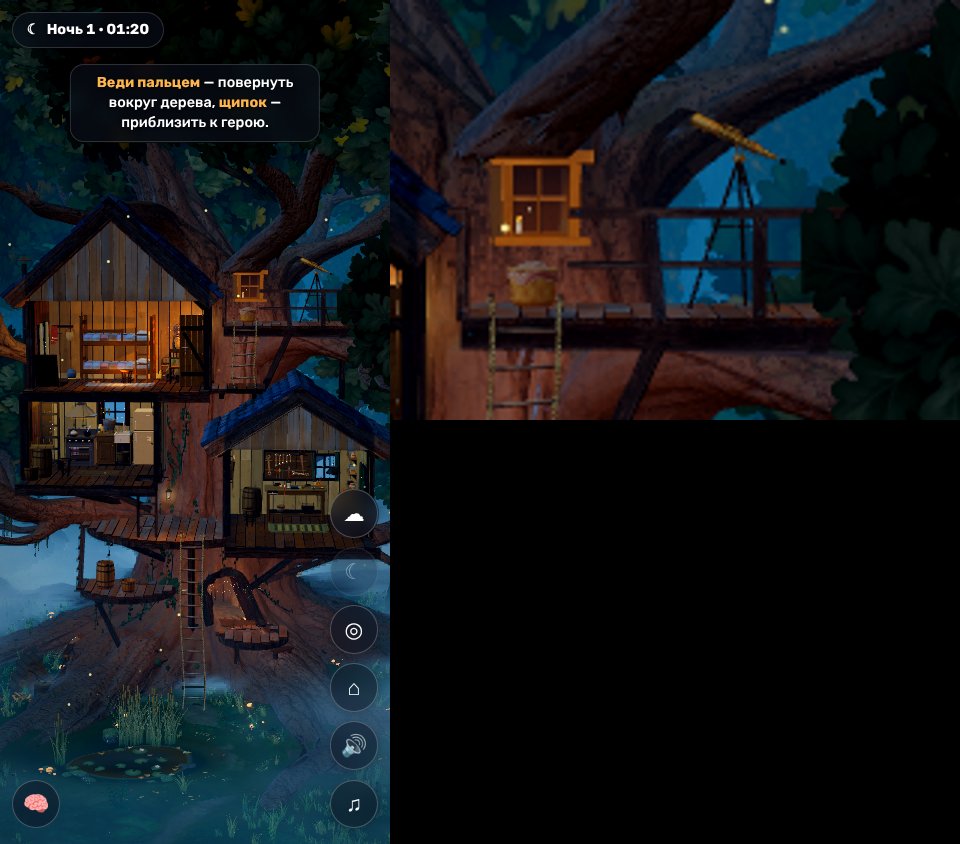 Ночь 1 • 01:20
Веди пальцем — повернуть
вокруг дерева, щипок —
приблизить к герою.